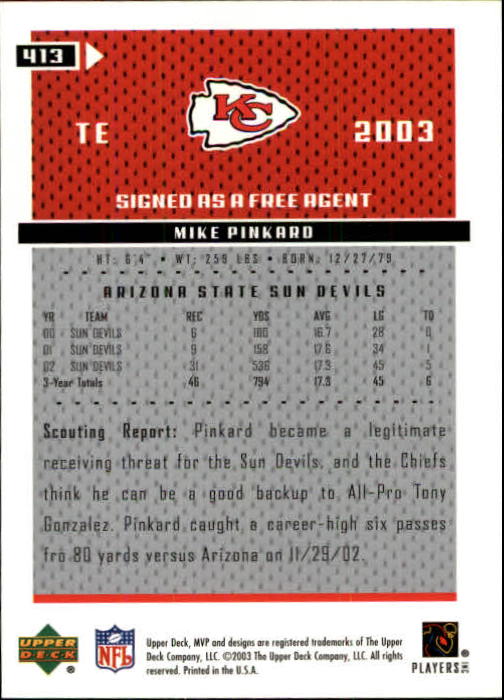 413
KC
TE
2003
SIGNED AS A FREE AGENT
MIKE PINKARD
HT: 6'4" • WT: 259 LBS • BORN: 12/27/79
ARIZONA STATE SUN DEVILS
YR TEAM REC YDS AVG LG TD
00 SUN DEVILS 6 100 16.7 28 0
01 SUN DEVILS 9 158 17.6 34 1
02 SUN DEVILS 31 536 17.3 45 5
3-Year Totals 46 794 17.3 45 6
Scouting Report: Pinkard became a legitimate
receiving threat for the Sun Devils, and the Chiefs
think he can be a good backup to All-Pro Tony
Gonzalez. Pinkard caught a career-high six passes
fro 80 yards versus Arizona on 11/29/02.
UPPER
DECK
®
NFL
Upper Deck, MVP and designs are registered trademarks of The Upper
Deck Company, LLC. ©2003 The Upper Deck Company, LLC. All rights
reserved. Printed in the U.S.A.
PLAYERS INC
®